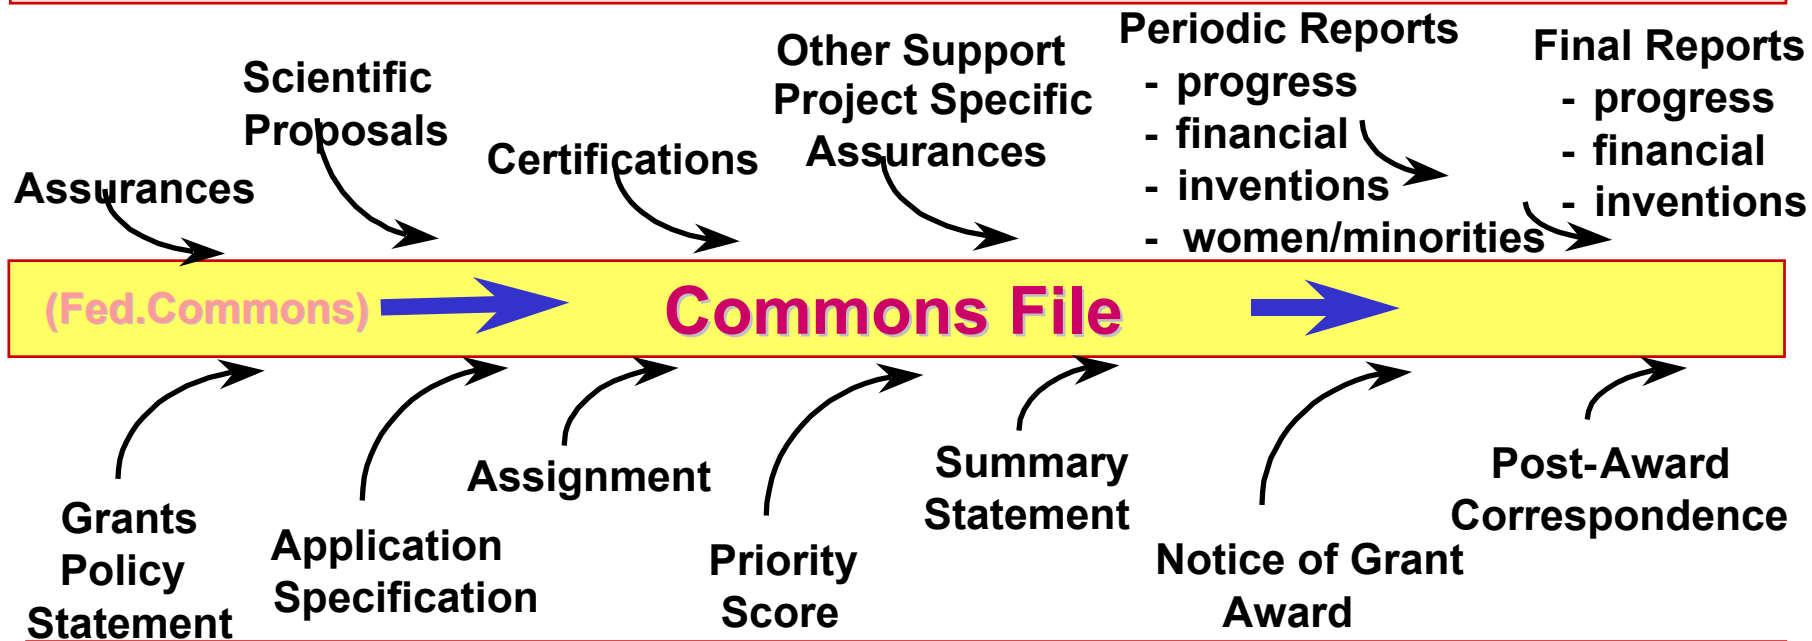 Assurances
Scientific
Proposals
Certifications
Other Support
Project Specific
Assurances
Periodic Reports
- progress
- financial
- inventions
- women/minorities
Final Reports
- progress
- financial
- inventions
(Fed.Commons)
Commons File
Grants
Policy
Statement
Application
Specification
Assignment
Priority
Score
Summary
Statement
Notice of Grant
Award
Post-Award
Correspondence